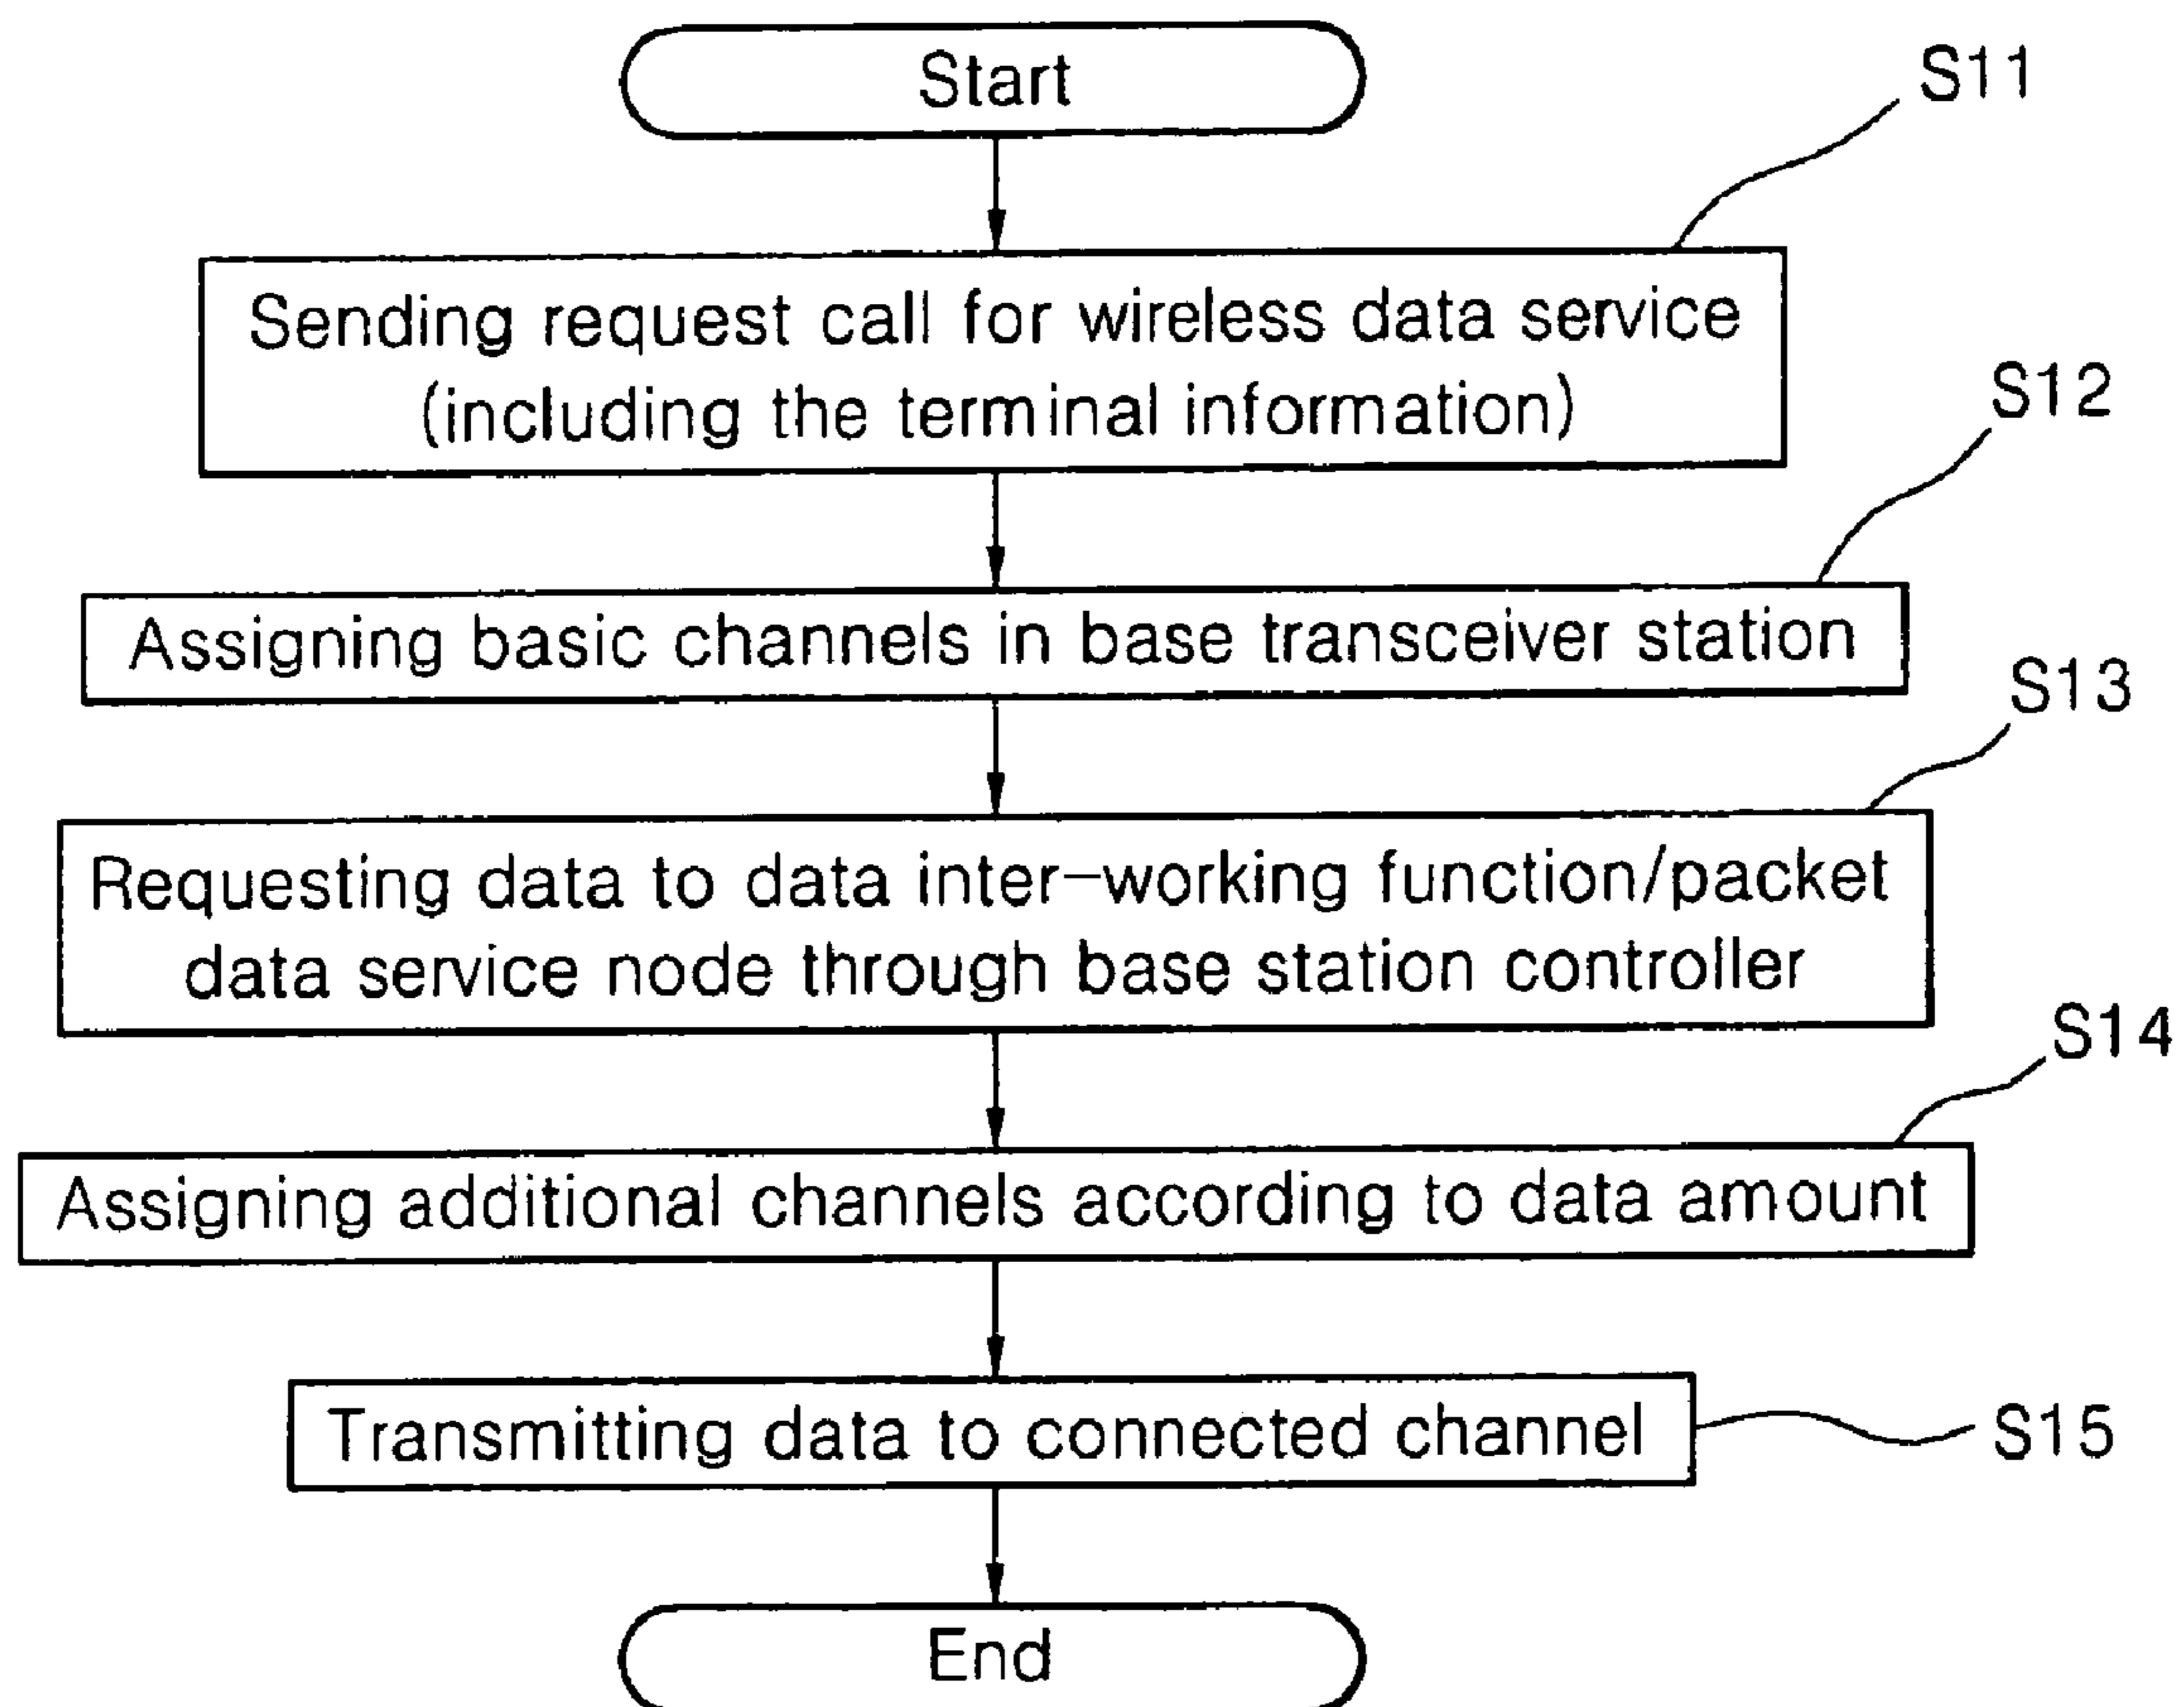 Start
S11
Sending request call for wireless data service
(including the terminal information)
S12
Assigning basic channels in base transceiver station
S13
Requesting data to data inter-working function/packet
data service node through base station controller
S14
Assigning additional channels according to data amount
Transmitting data to connected channel
S15
End